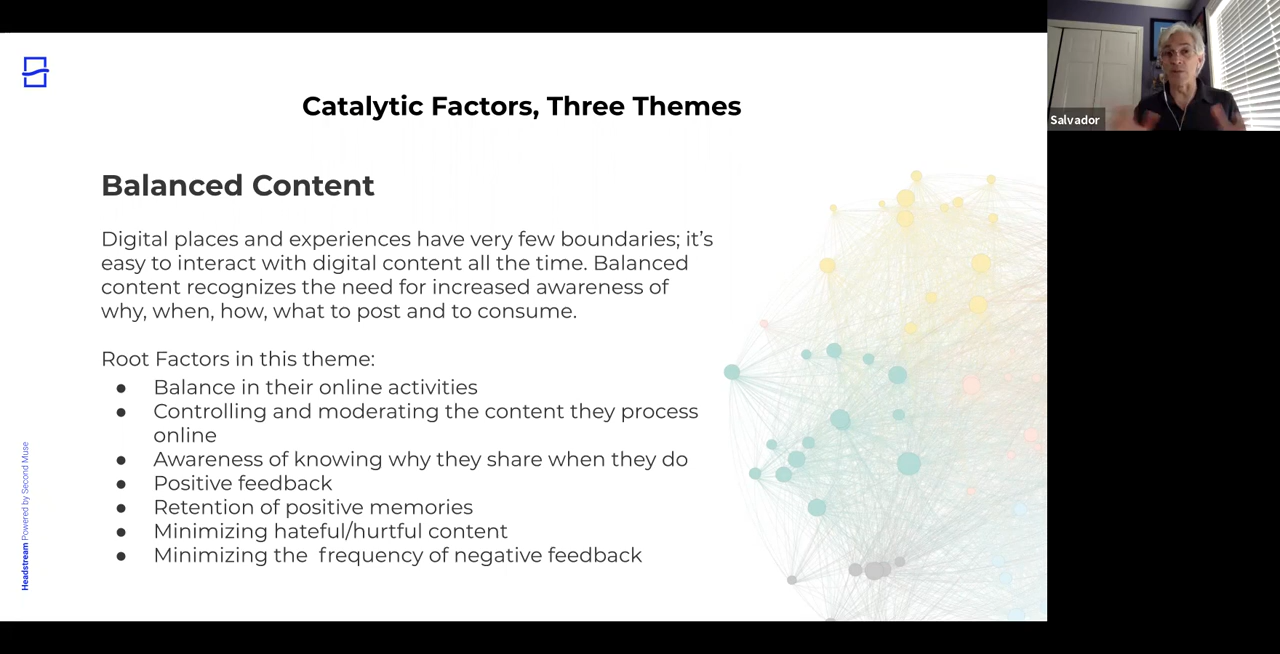 Catalytic Factors, Three Themes
Balanced Content
Digital places and experiences have very few boundaries; it’s
easy to interact with digital content all the time. Balanced
content recognizes the need for increased awareness of
why, when, how, what to post and to consume.
Root Factors in this theme:
● Balance in their online activities
● Controlling and moderating the content they process
online
● Awareness of knowing why they share when they do
● Positive feedback
● Retention of positive memories
● Minimizing hateful/hurtful content
● Minimizing the  frequency of negative feedback
Headstream Powered by Second Muse
Salvador